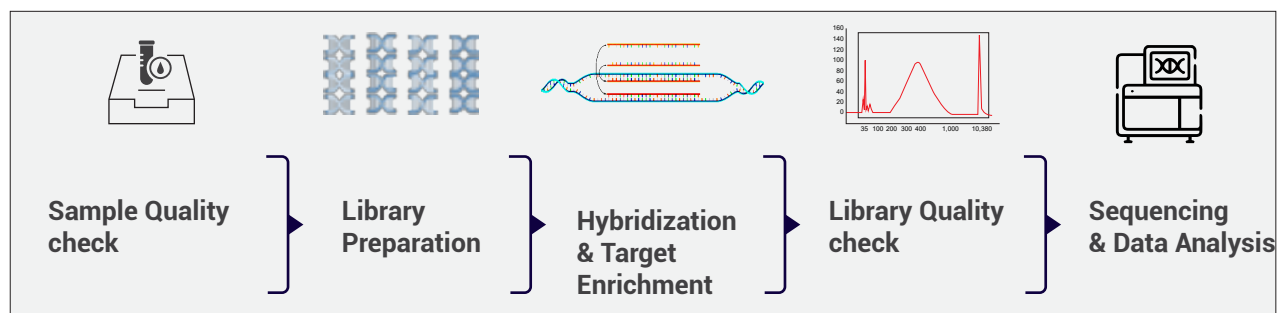 160
140
120
100
80
60
40
20
0
35 100 200 300 400 1,000 10,380
Sample Quality
check
Library
Preparation
Hybridization
& Target
Enrichment
Library Quality
check
Sequencing
& Data Analysis